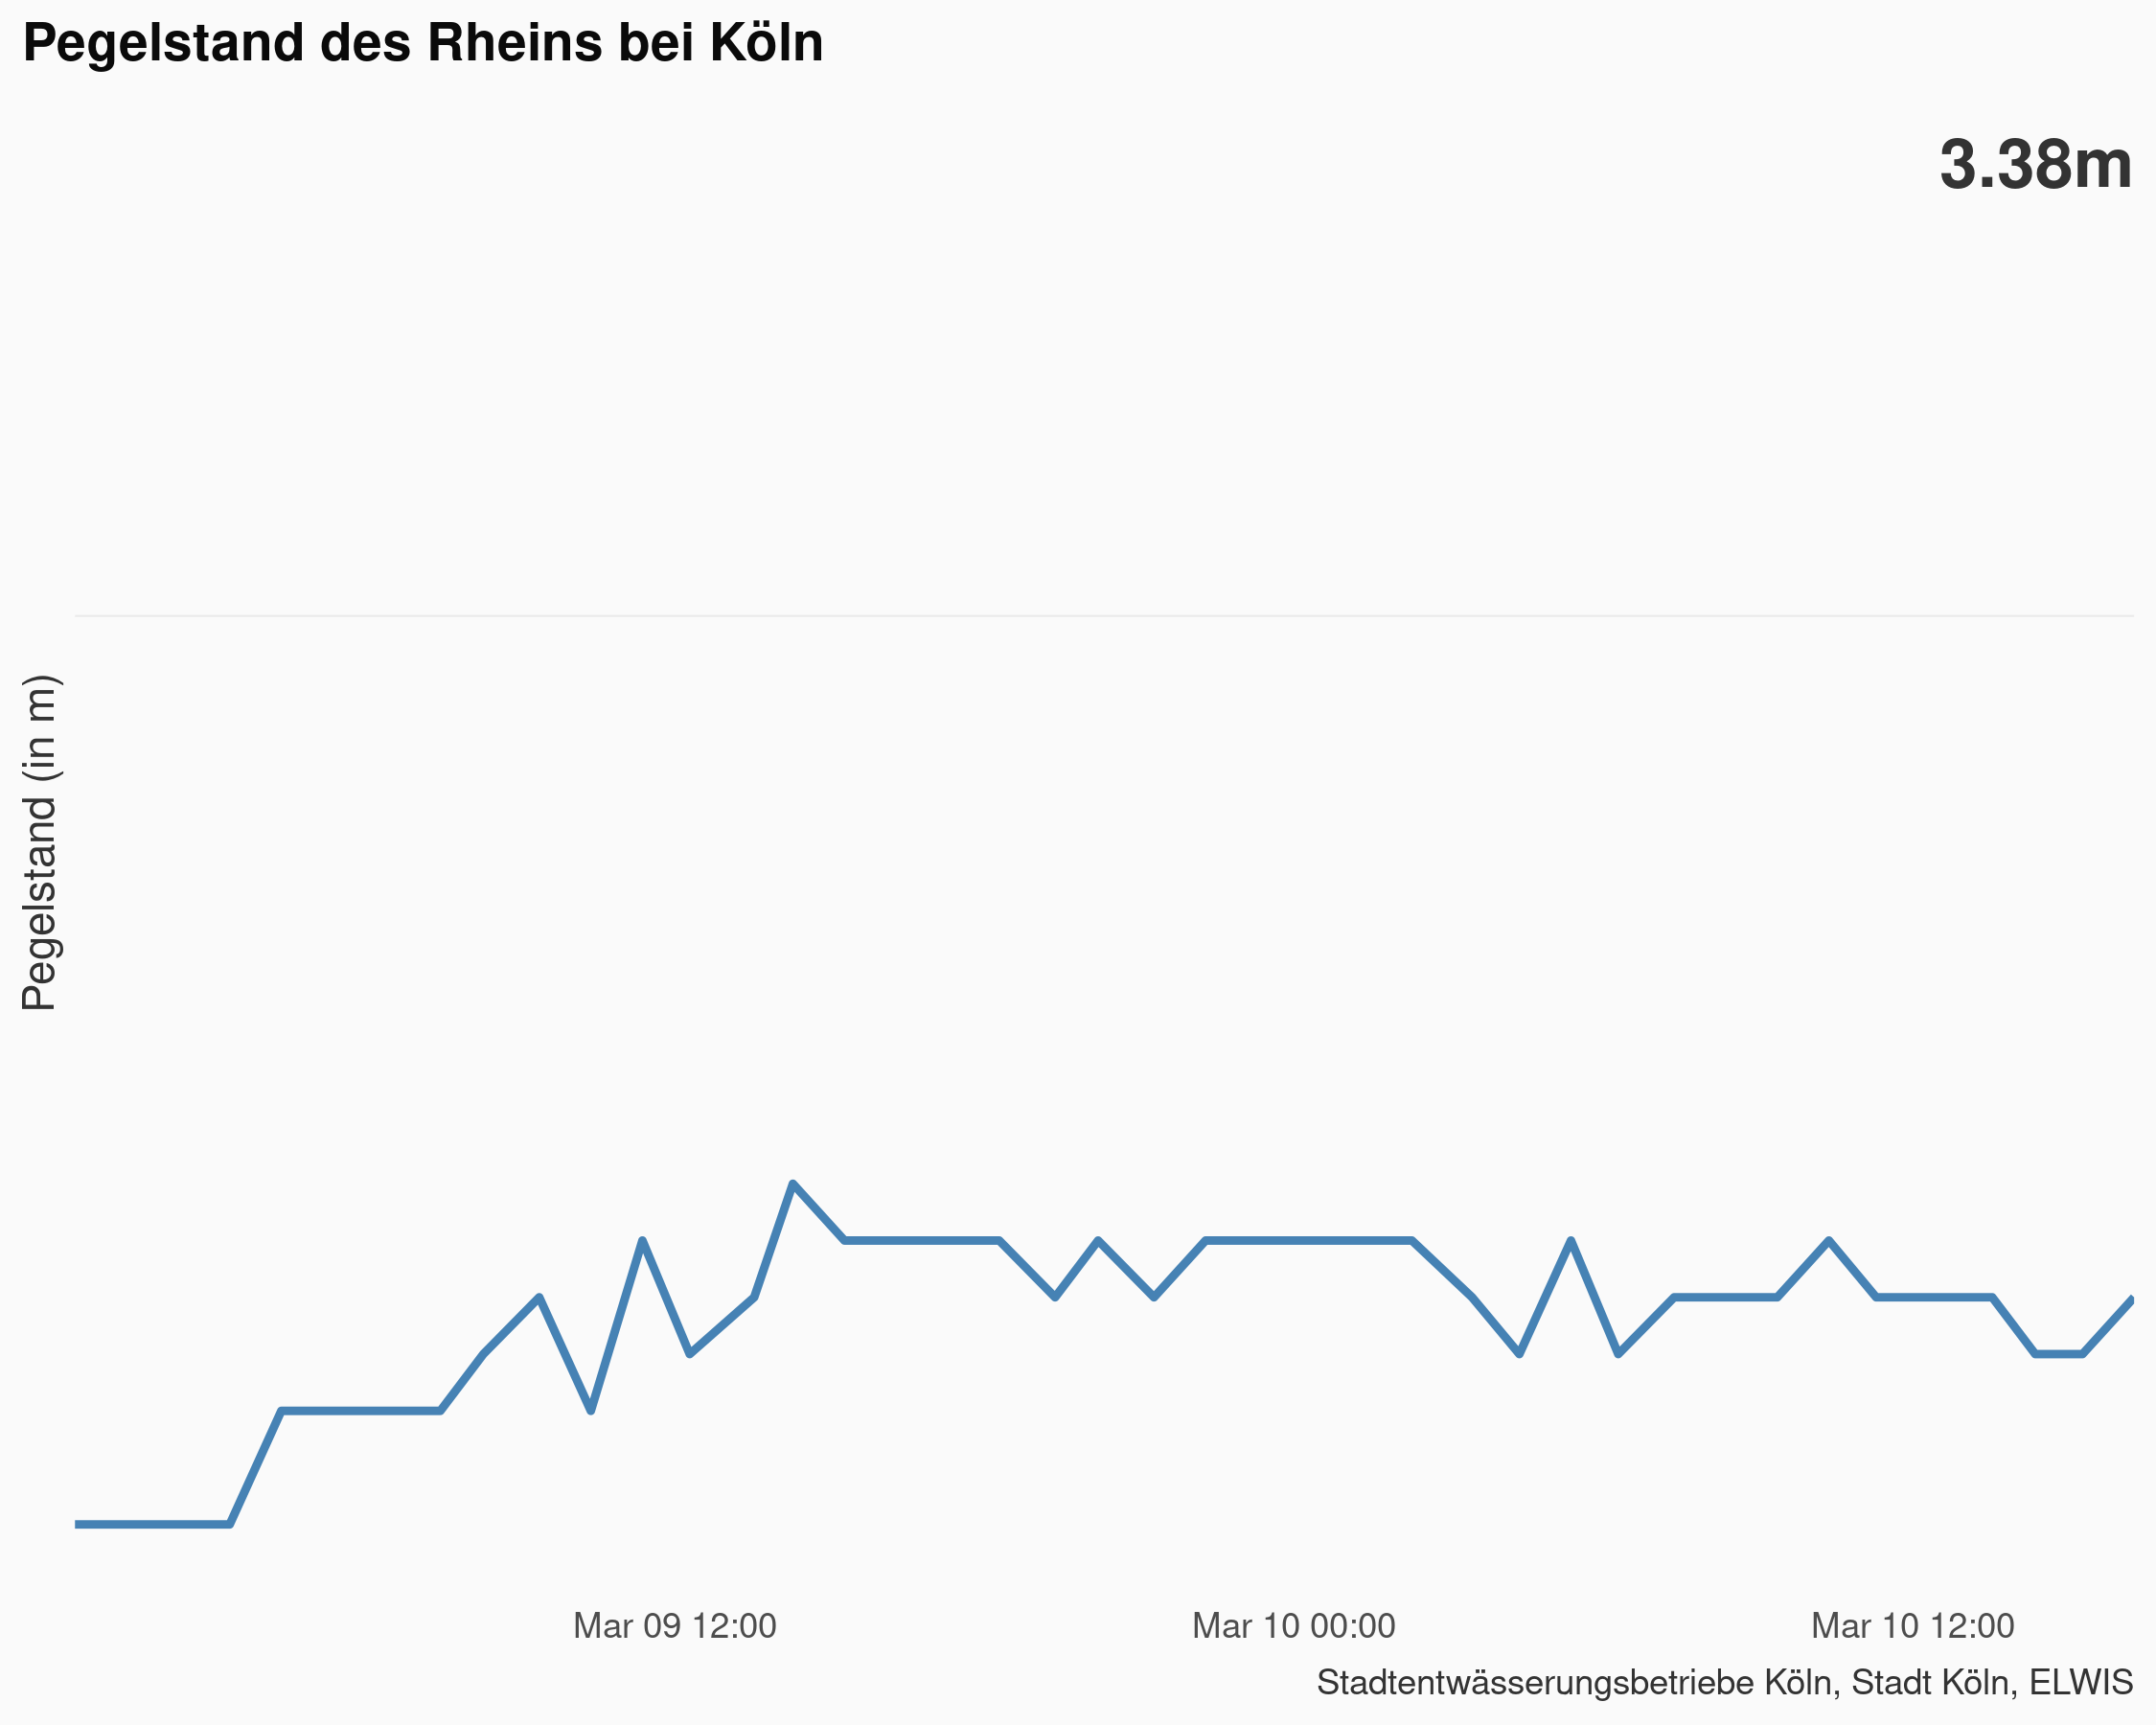 Pegelstand des Rheins bei Köln
3.38m
Pegelstand (in m)
Mar 09 12:00
Mar 10 00:00
Mar 10 12:00
Stadtentwässerungsbetriebe Köln, Stadt Köln, ELWIS